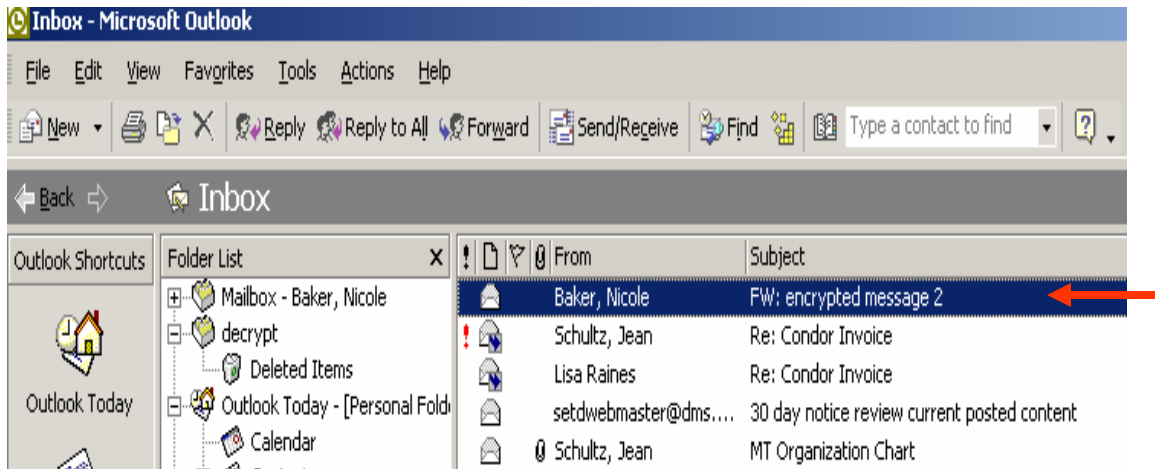 Inbox - Microsoft Outlook
File Edit View Favorites Tools Actions Help
New Reply Reply to All Forward Send/Receive Find Type a contact to find
Back Inbox
Outlook Shortcuts Folder List X ! From Subject
Mailbox - Baker, Nicole Baker, Nicole FW: encrypted message 2
decrypt ! Schultz, Jean Re: Condor Invoice
Deleted Items Lisa Raines Re: Condor Invoice
Outlook Today Outlook Today - [Personal Fold setdwebmaster@dms.... 30 day notice review current posted content
Calendar Schultz, Jean MT Organization Chart